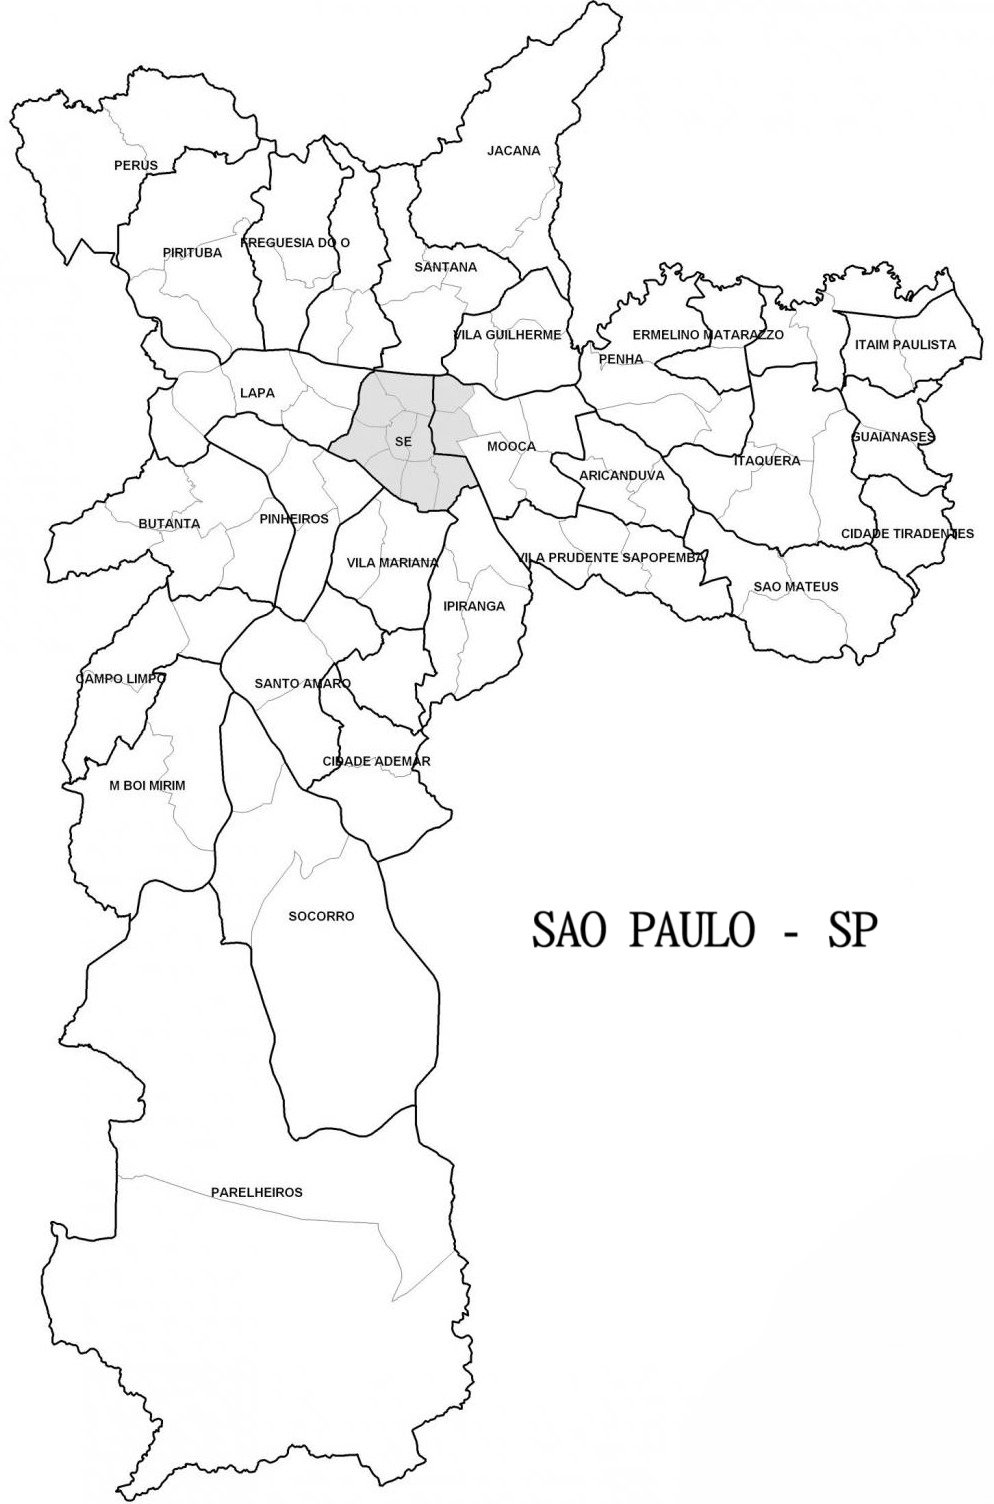 JACANA
PERUS
FREGUESIA DO O
PIRITUBA
SANTANA
VILA GUILHERME
ERMELINO MATARAZZO
ITAIM PAULISTA
PENHA
LAPA
SE
MOOCA
GUAIANASES
ITAQUERA
ARICANDUVA
BUTANTA
PINHEIROS
CIDADE TIRADENTES
VILA MARIANA
VILA PRUDENTE SAPOPEMBA
SAO MATEUS
IPIRANGA
CAMPO LIMPO
SANTO AMARO
CIDADE ADEMAR
M BOI MIRIM
SOCORRO
SAO PAULO - SP
PARELHEIROS